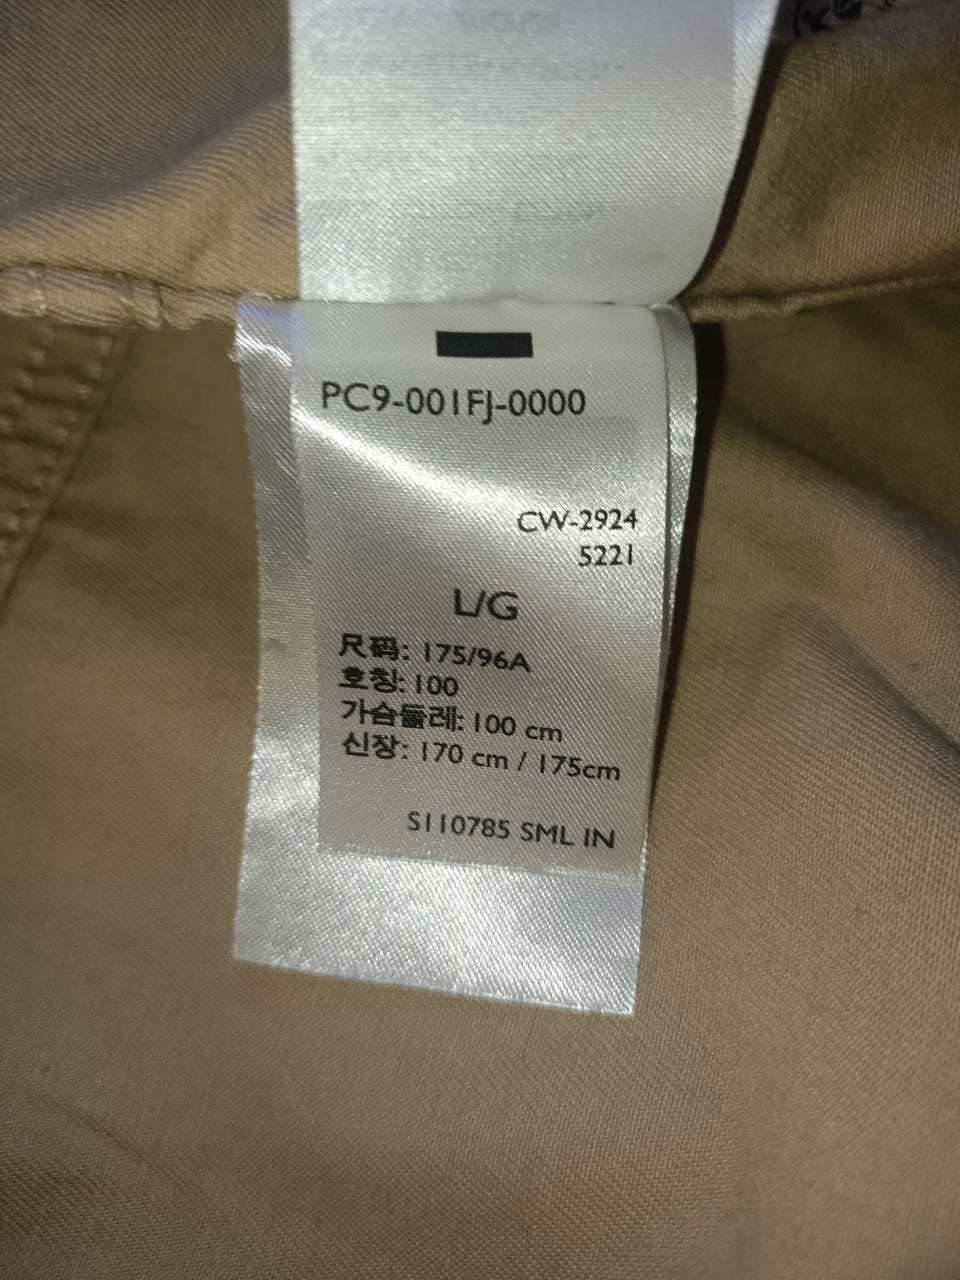 PC9-001FJ-0000
CW-2924
5221
L/G
尺码: 175/96A
호칭: 100
가슴둘레: 100 cm
신장: 170 cm / 175cm
S110785 SML IN